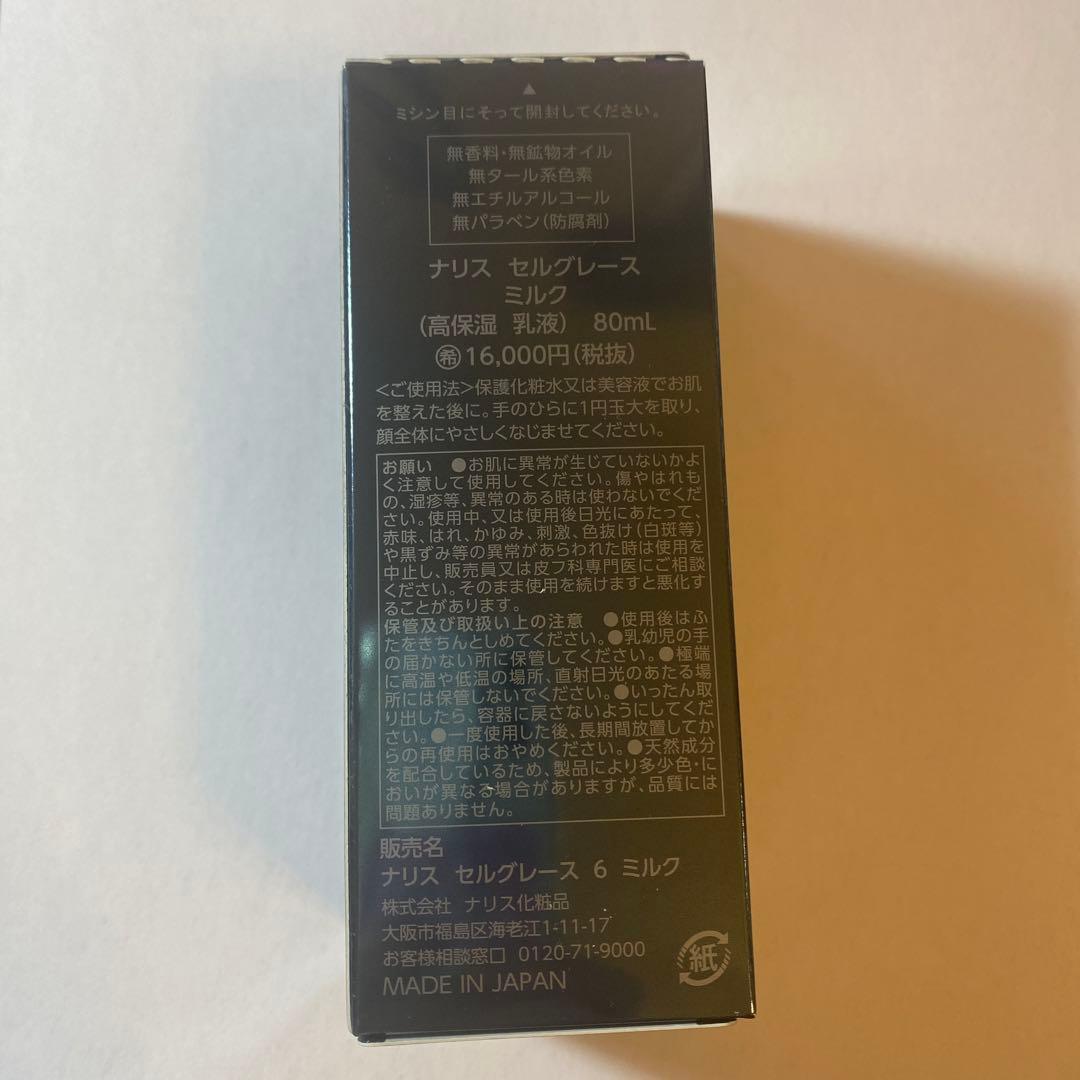 ▲
ミシン目にそって開封してください。
無香料・無鉱物オイル
無タール系色素
無エチルアルコール
無パラベン(防腐剤)
ナリス セルグレース
ミルク
(高保湿 乳液) 80mL
㊒16,000円(税抜)
<ご使用法>保護化粧水又は美容液でお肌
を整えた後に。手のひらに1円玉大を取り、
顔全体にやさしくなじませてください。
お願い ●お肌に異常が生じていないかよ
く注意して使用してください。傷やはれも
の、湿疹等、異常のある時は使わないでくだ
さい。使用中、又は使用後日光にあたって、
赤味、はれ、かゆみ、刺激、色抜け(白斑等)
や黒ずみ等の異常があらわれた時は使用を
中止し、販売員又は皮フ科専門医にご相談
ください。そのまま使用を続けますと悪化す
ることがあります。
保管及び取扱い上の注意 ●使用後はふ
たをきちんとしめてください。●乳幼児の手
の届かない所に保管してください。●極端
に高温や低温の場所、直射日光のあたる場
所には保管しないでください。●いったん取
り出したら、容器に戻さないようにしてくだ
さい。●一度使用した後、長期間放置してか
らの再使用はおやめください。●天然成分
を配合しているため、製品により多少色・に
おいが異なる場合がありますが、品質には
問題ありません。
販売名
ナリス セルグレース 6 ミルク
株式会社 ナリス化粧品
大阪市福島区海老江1-11-17
お客様相談窓口 0120-71-9000
MADE IN JAPAN
紙